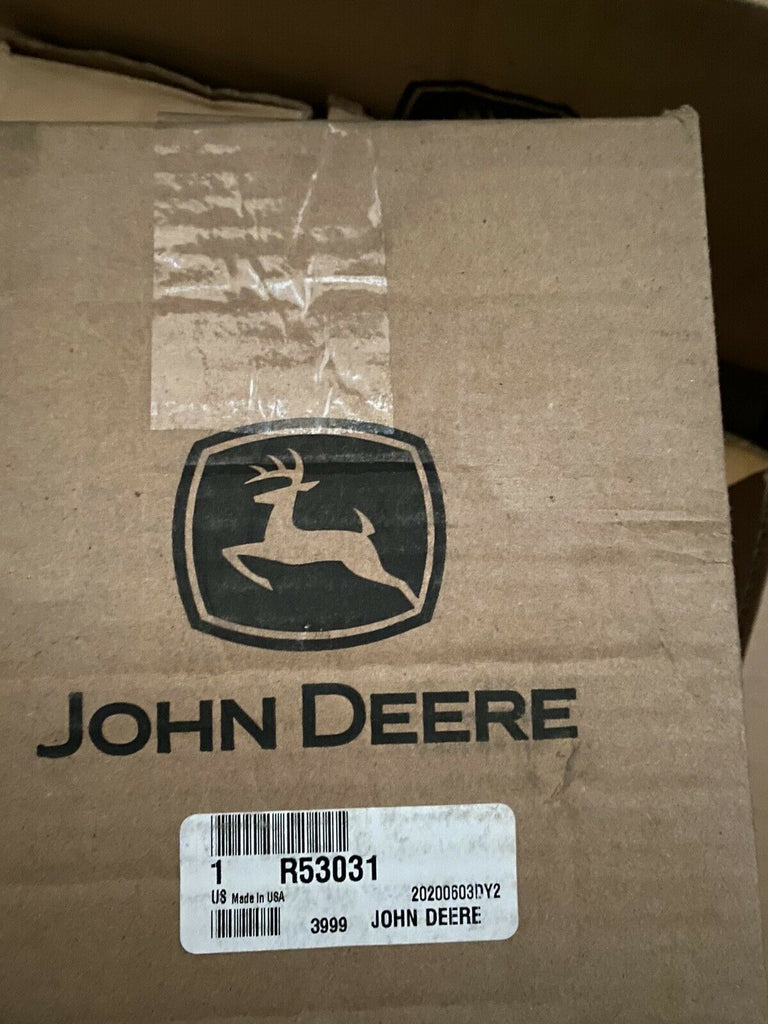 JOHN DEERE
1 R53031
US Made in USA 20200603DY2
3999 JOHN DEERE